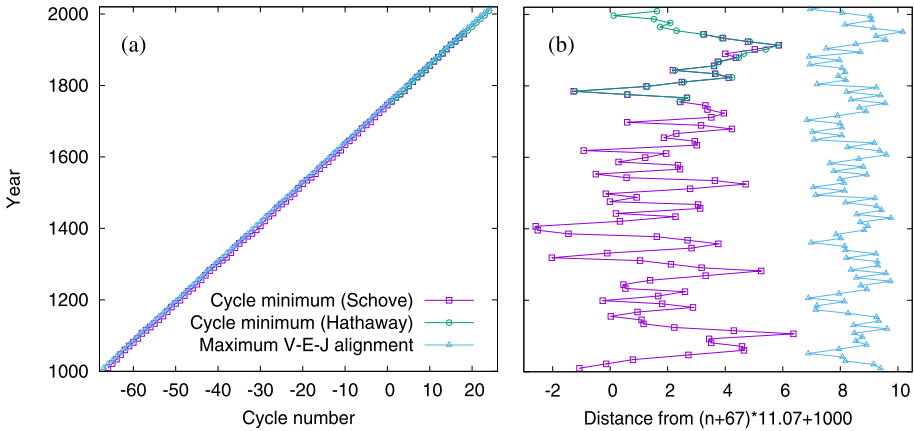 2000
1800
1600
1400
1200
1000
Year
(a)
Cycle minimum (Schove)
Cycle minimum (Hathaway)
Maximum V-E-J alignment
-60 -50 -40 -30 -20 -10 0 10 20
Cycle number
(b)
-2 0 2 4 6 8 10
Distance from (n+67)*11.07+1000